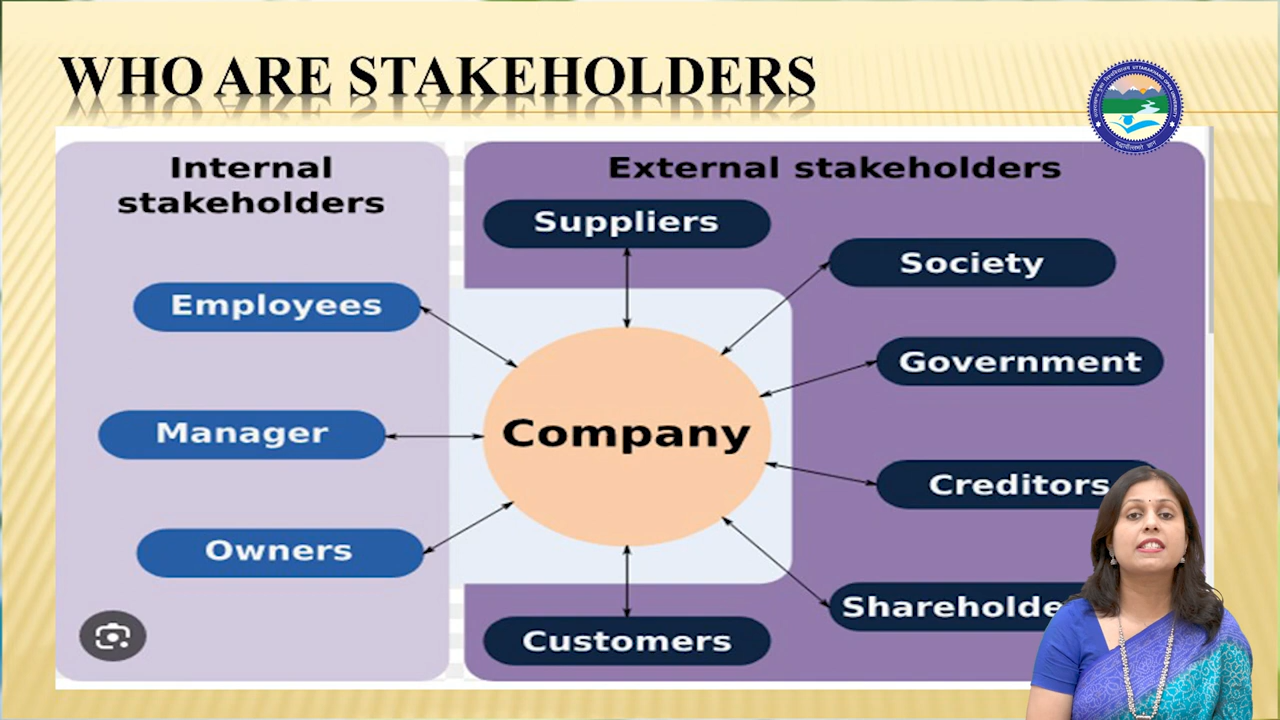 WHO ARE STAKEHOLDERS
Internal
stakeholders
Employees
Manager
Owners
External stakeholders
Suppliers
Society
Government
Creditors
Customers
Company